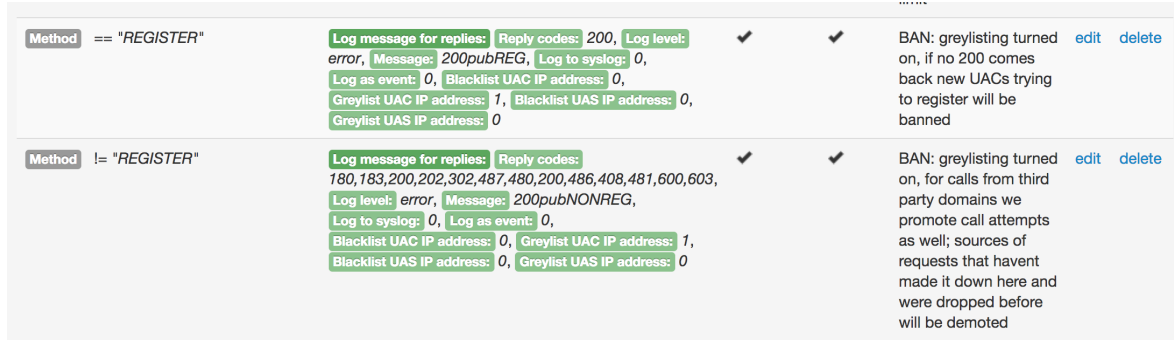 limit
Method == "REGISTER"
Log message for replies: Reply codes: 200, Log level:
error, Message: 200pubREG, Log to syslog: 0,
Log as event: 0, Blacklist UAC IP address: 0,
Greylist UAC IP address: 1, Blacklist UAS IP address: 0,
Greylist UAS IP address: 0
BAN: greylisting turned
on, if no 200 comes
back new UACs trying
to register will be
banned
edit delete
Method != "REGISTER"
Log message for replies: Reply codes:
180,183,200,202,302,487,480,200,486,408,481,600,603,
Log level: error, Message: 200pubNONREG,
Log to syslog: 0, Log as event: 0,
Blacklist UAC IP address: 0, Greylist UAC IP address: 1,
Blacklist UAS IP address: 0, Greylist UAS IP address: 0
BAN: greylisting turned
on, for calls from third
party domains we
promote call attempts
as well; sources of
requests that havent
made it down here and
were dropped before
will be demoted
edit delete